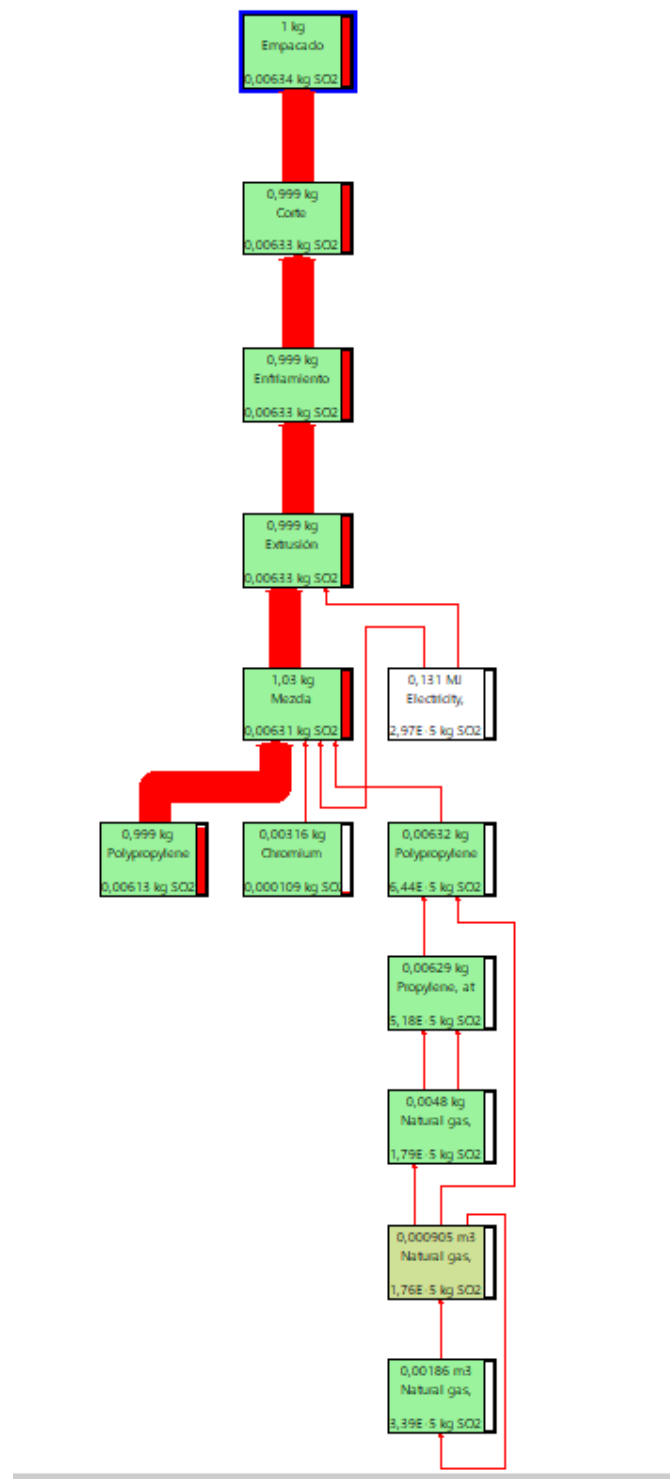 1 kg
Empacado
0,00634 kg SO2
0,999 kg
Corte
0,00633 kg SO2
0,999 kg
Enfriamiento
0,00633 kg SO2
0,999 kg
Extrusión
0,00633 kg SO2
1,03 kg
Mezcla
0,00631 kg SO2
0,131 MJ
Electricity,
2,97E-5 kg SO2
0,999 kg
Polypropylene
0,00613 kg SO2
0,00316 kg
Chromium
0,000109 kg SO2
0,00632 kg
Polypropylene
6,44E-5 kg SO2
0,00629 kg
Propylene, at
5,18E-5 kg SO2
0,0048 kg
Natural gas,
1,79E-5 kg SO2
0,000905 m3
Natural gas,
1,76E-5 kg SO2
0,00186 m3
Natural gas,
3,39E-5 kg SO2